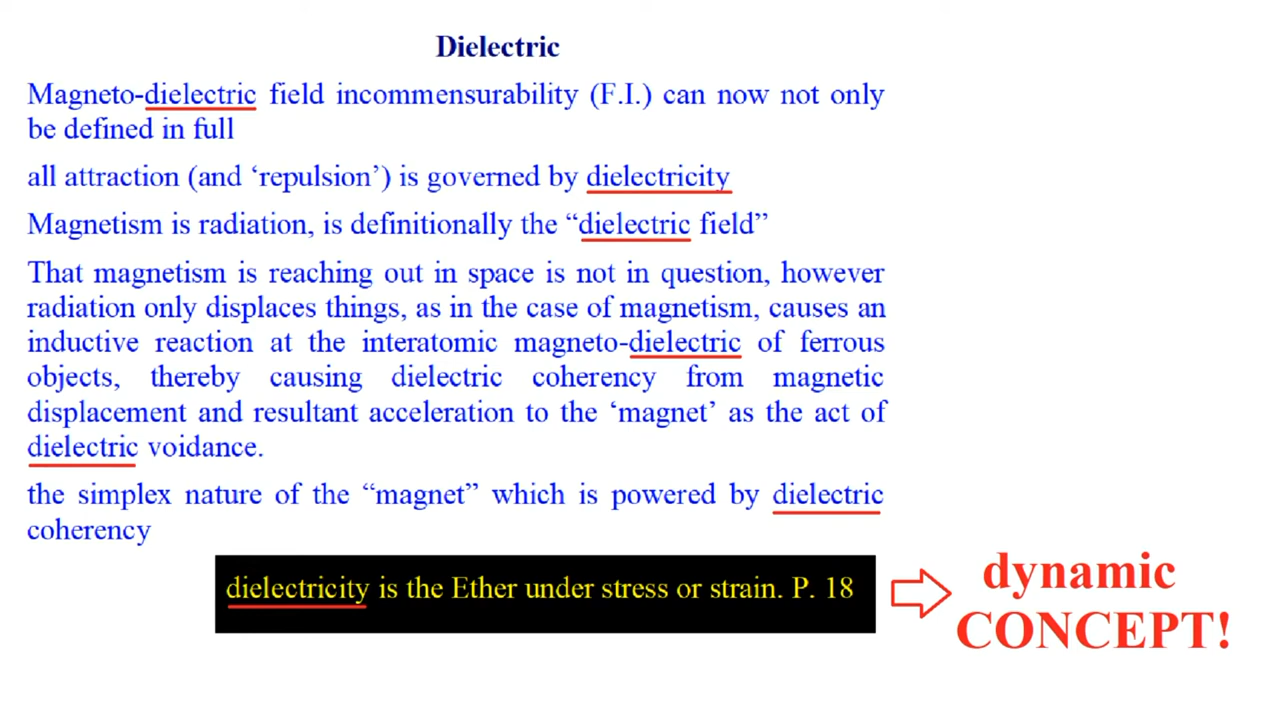 Dielectric
Magneto-dielectric field incommensurability (F.I.) can now not only
be defined in full
all attraction (and ‘repulsion’) is governed by dielectricity
Magnetism is radiation, is definitionally the “dielectric field”
That magnetism is reaching out in space is not in question, however
radiation only displaces things, as in the case of magnetism, causes an
inductive reaction at the interatomic magneto-dielectric of ferrous
objects, thereby causing dielectric coherency from magnetic
displacement and resultant acceleration to the ‘magnet’ as the act of
dielectric voidance.
the simplex nature of the “magnet” which is powered by dielectric
coherency
dielectricity is the Ether under stress or strain. P. 18
dynamic
CONCEPT!